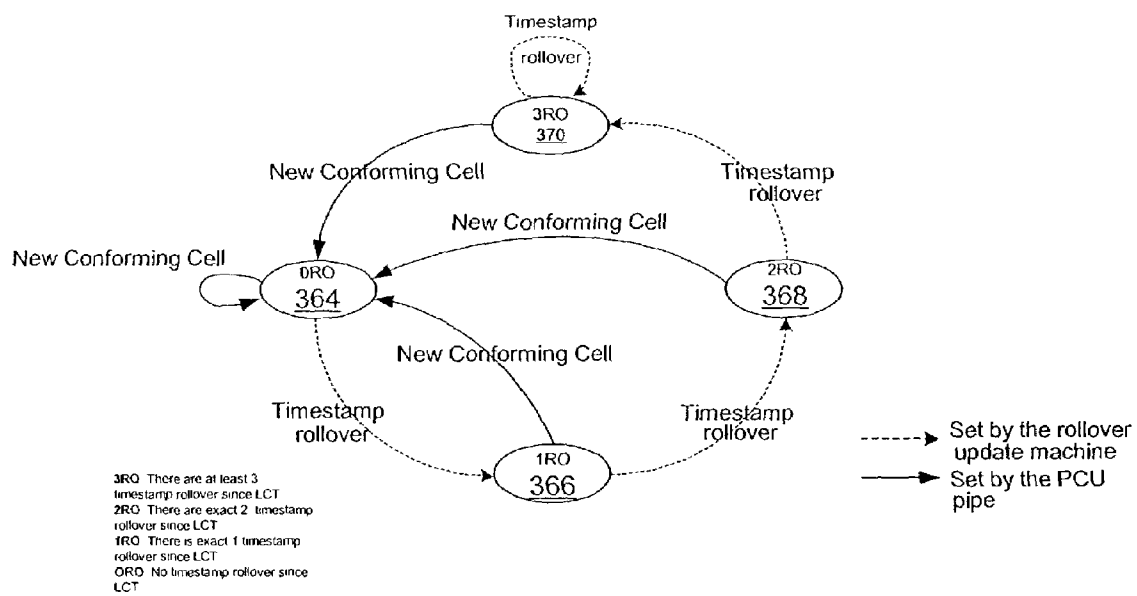 Timestamp
rollover
3RO
370
New Conforming Cell
Timestamp
rollover
New Conforming Cell
New Conforming Cell
0RO
364
2RO
368
New Conforming Cell
Timestamp
rollover
Timestamp
rollover
1RO
366
Set by the rollover
update machine
Set by the PCU
pipe
3RO There are at least 3
timestamp rollover since LCT
2RO There are exact 2 timestamp
rollover since LCT
1RO There is exact 1 timestamp
rollover since LCT
0RO No timestamp rollover since
LCT